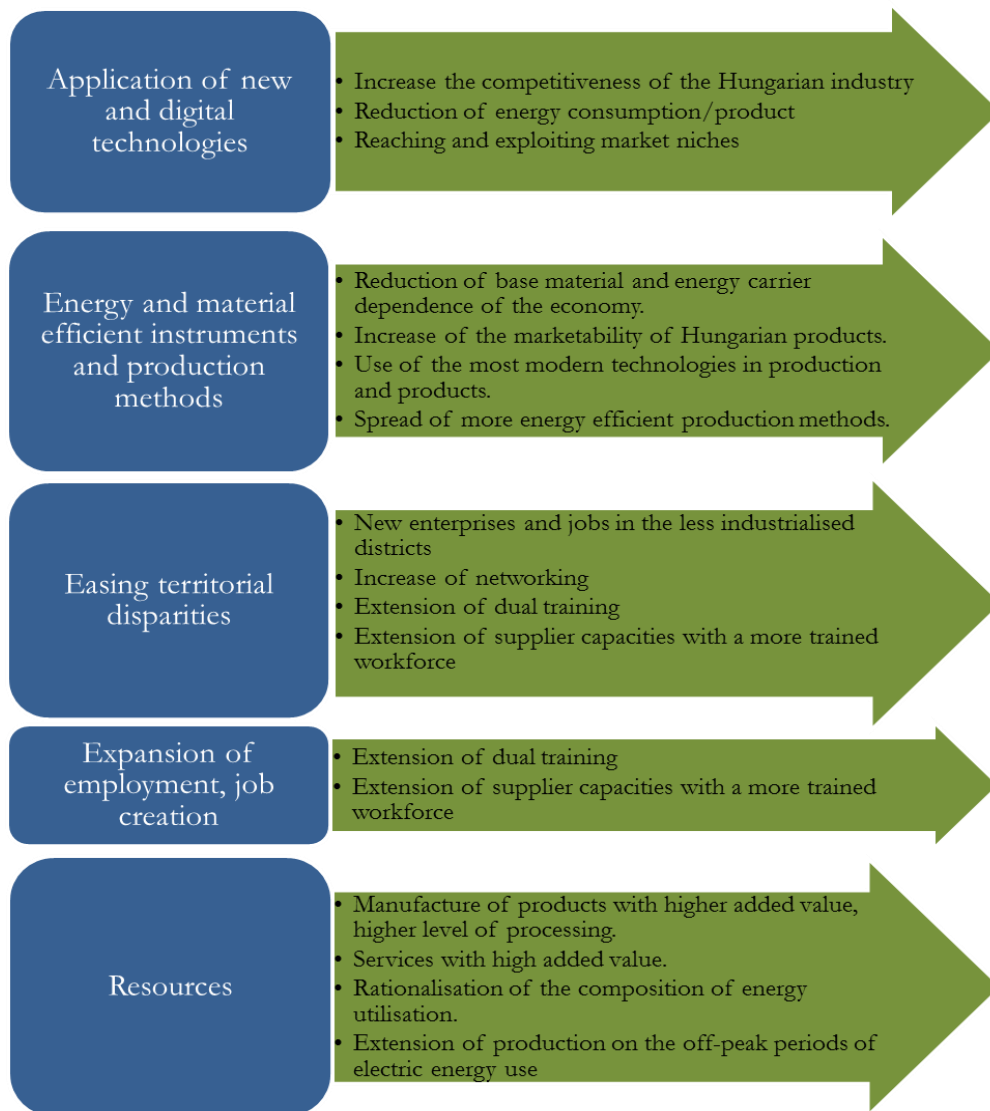 Application of new
and digital
technologies
• Increase the competitiveness of the Hungarian industry
• Reduction of energy consumption/product
• Reaching and exploiting market niches
Energy and material
efficient instruments
and production
methods
• Reduction of base material and energy carrier
dependence of the economy.
• Increase of the marketability of Hungarian products.
• Use of the most modern technologies in production
and products.
• Spread of more energy efficient production methods.
Easing territorial
disparities
• New enterprises and jobs in the less industrialised
districts
• Increase of networking
• Extension of dual training
• Extension of supplier capacities with a more trained
workforce
Expansion of
employment, job
creation
• Extension of dual training
• Extension of supplier capacities with a more trained
workforce
Resources
• Manufacture of products with higher added value,
higher level of processing.
• Services with high added value.
• Rationalisation of the composition of energy
utilisation.
• Extension of production on the off-peak periods of
electric energy use